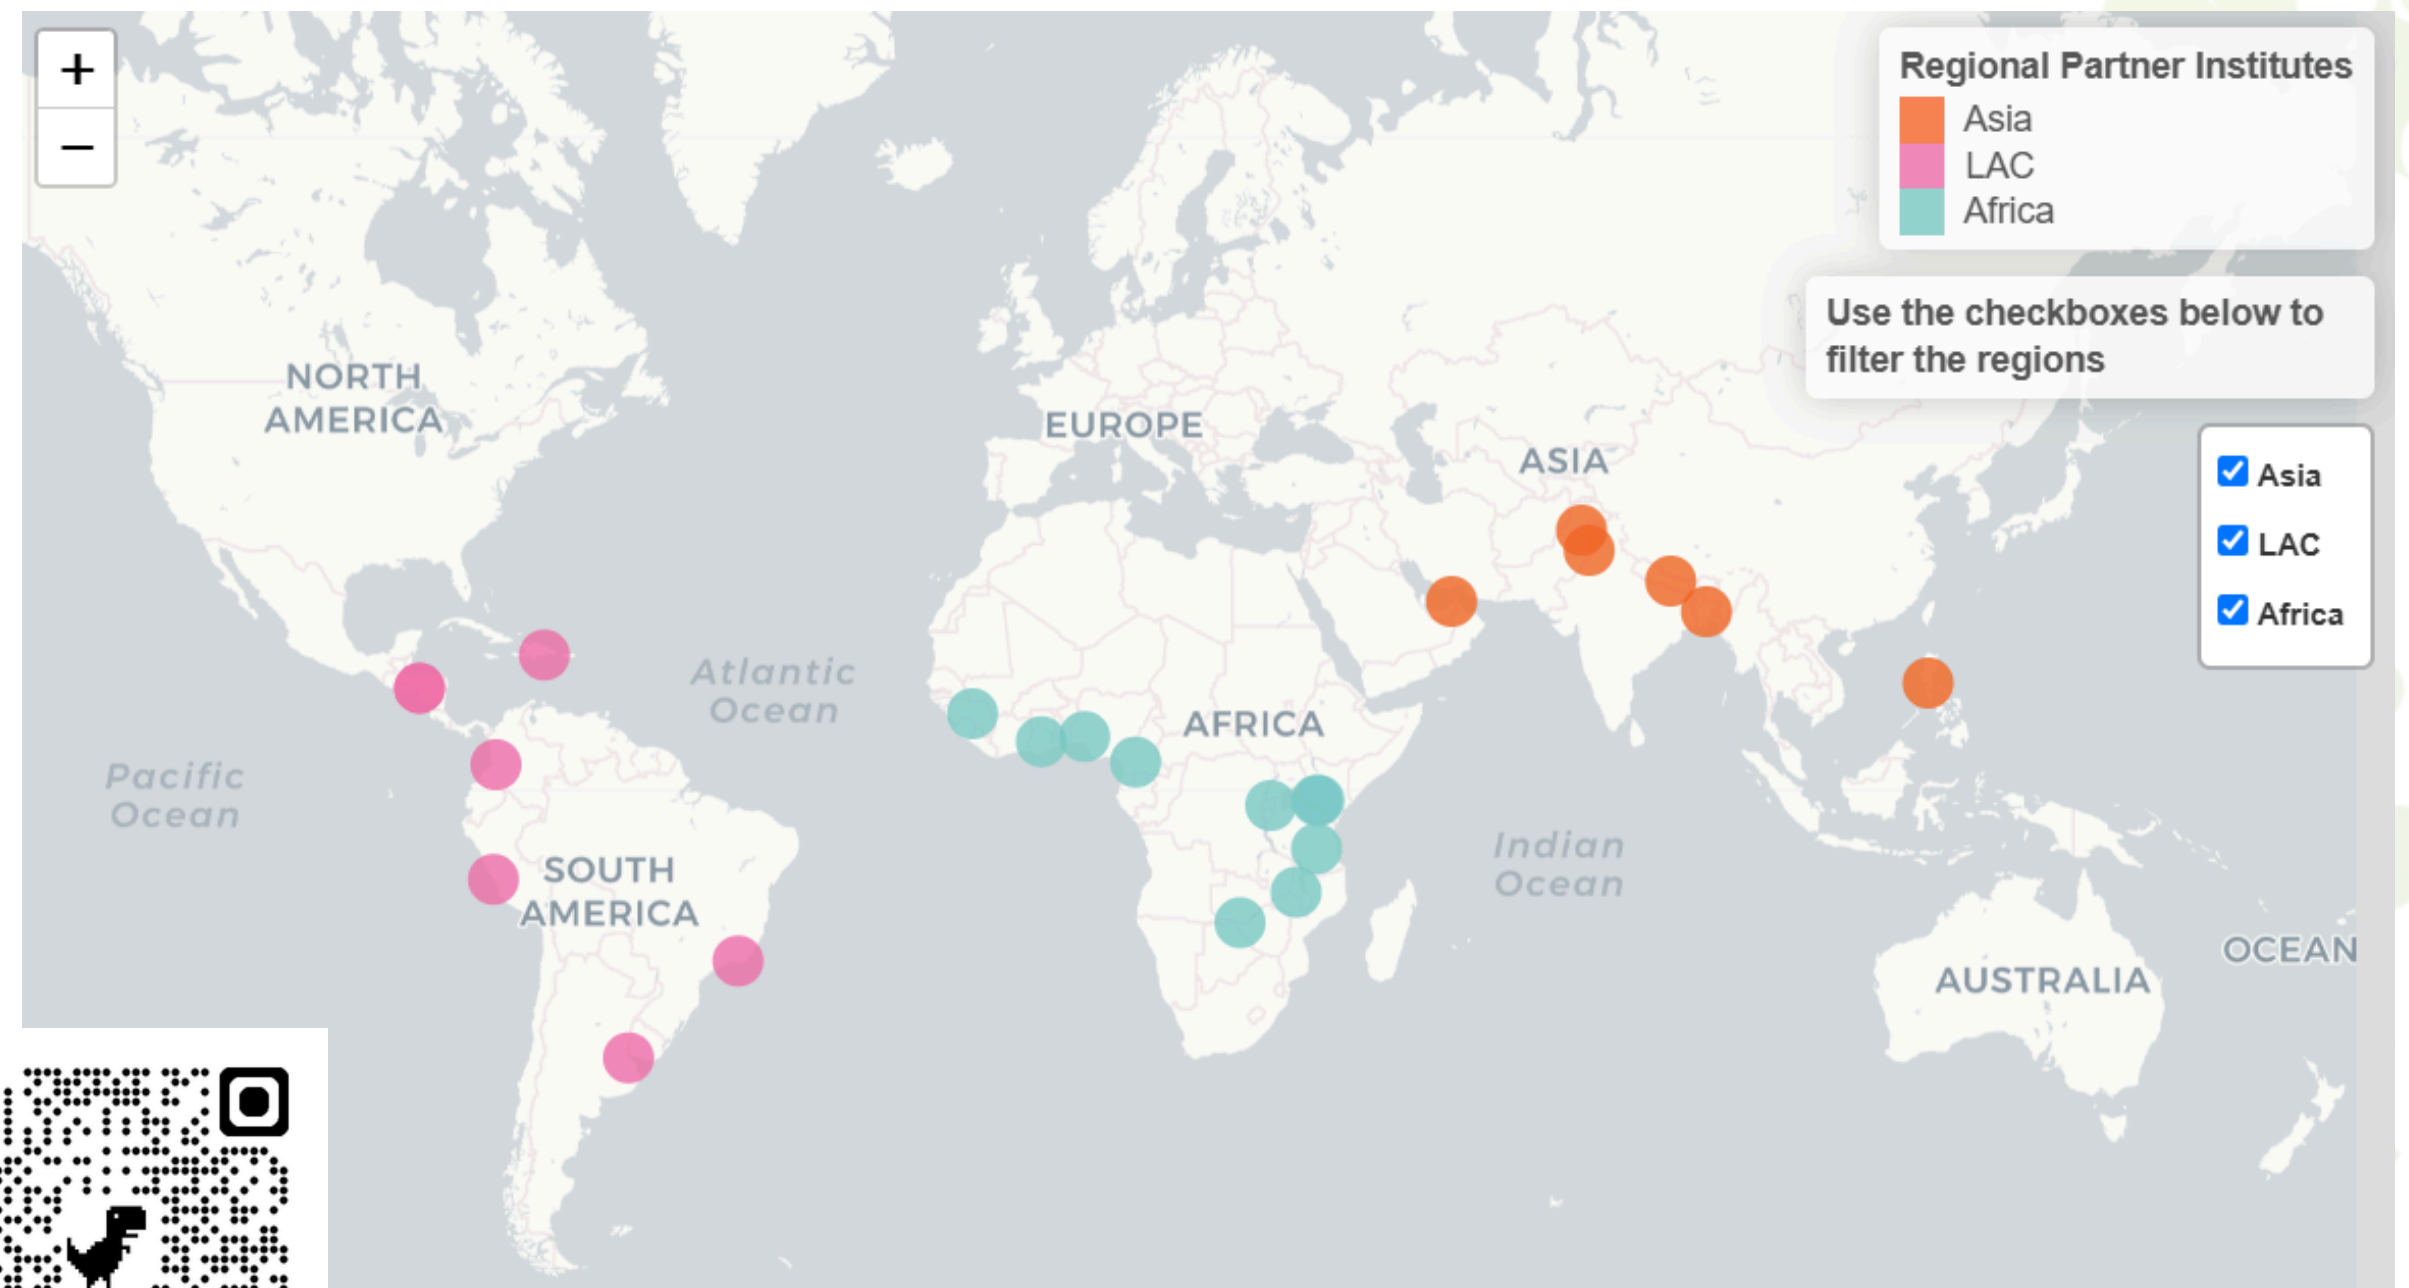 +
−
Regional Partner Institutes
Asia
LAC
Africa
Use the checkboxes below to
filter the regions
Asia
LAC
Africa
NORTH
AMERICA
EUROPE
ASIA
Atlantic
Ocean
AFRICA
Pacific
Ocean
SOUTH
AMERICA
Indian
Ocean
AUSTRALIA
OCEAN